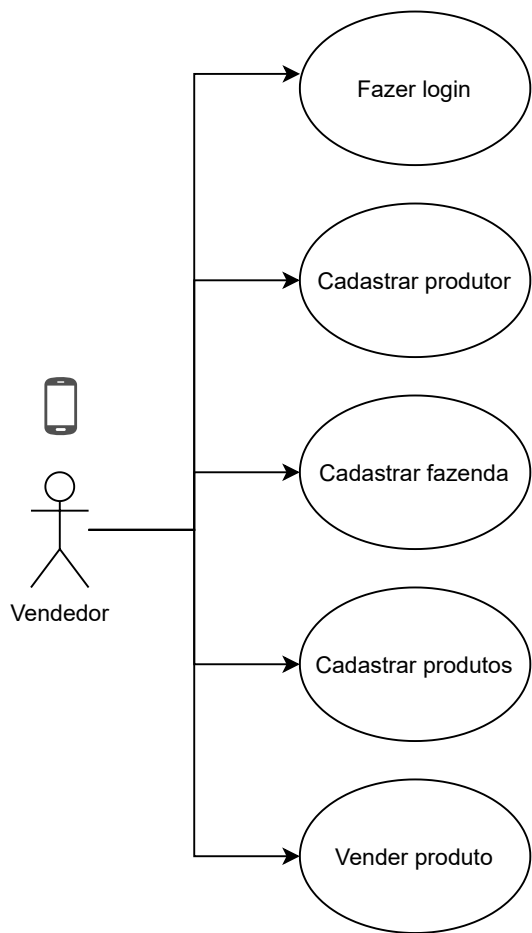 Fazer login
Cadastrar produtor
Cadastrar fazenda
Vendedor
Cadastrar produtos
Vender produto